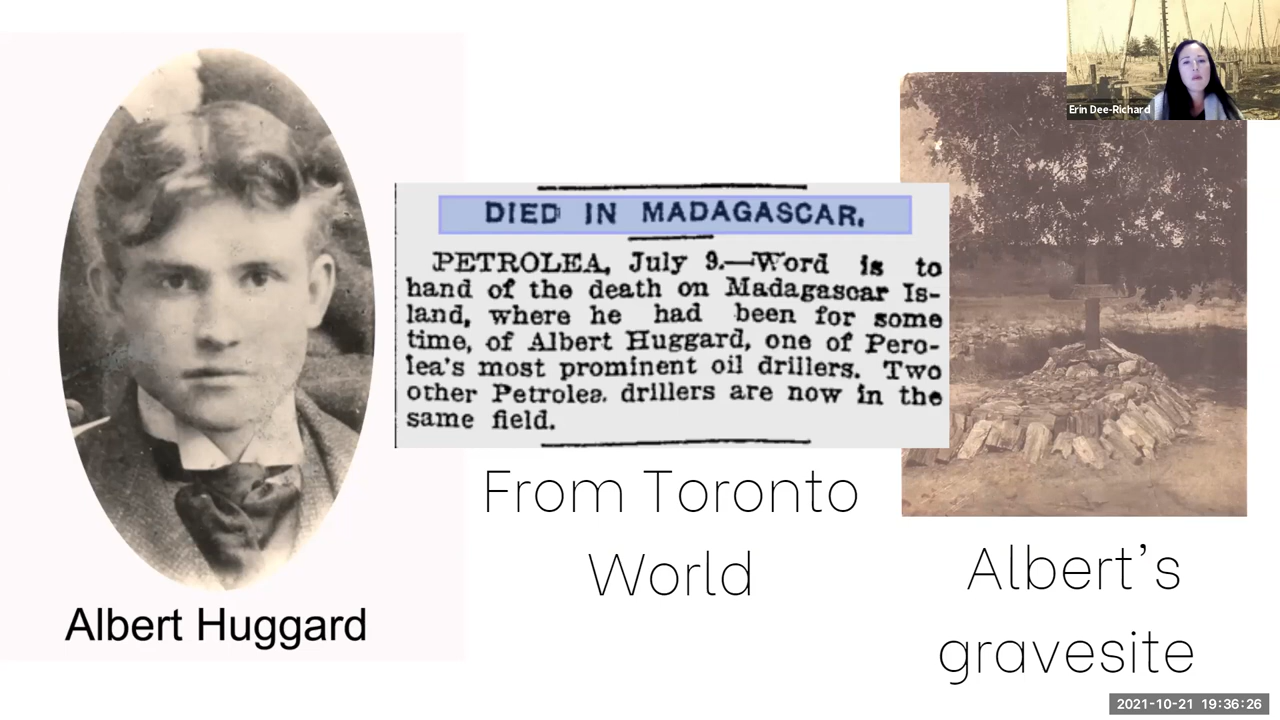 Erin Dee-Richard
DIED IN MADAGASCAR.
PETROLEA, July 9.—Word is to
hand of the death on Madagascar Is-
land, where he had been for some
time, of Albert Huggard, one of Pero-
lea's most prominent oil drillers. Two
other Petrolea. drillers are now in the
same field.
From Toronto
World
Albert Huggard
Albert’s
gravesite
2021-10-21 19:36:26